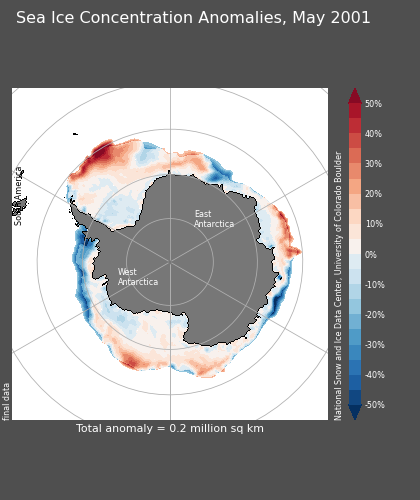 Sea Ice Concentration Anomalies, May 2001
South America
East
Antarctica
West
Antarctica
50%
40%
30%
20%
10%
0%
-10%
-20%
-30%
-40%
-50%
National Snow and Ice Data Center, University of Colorado Boulder
final data
Total anomaly = 0.2 million sq km